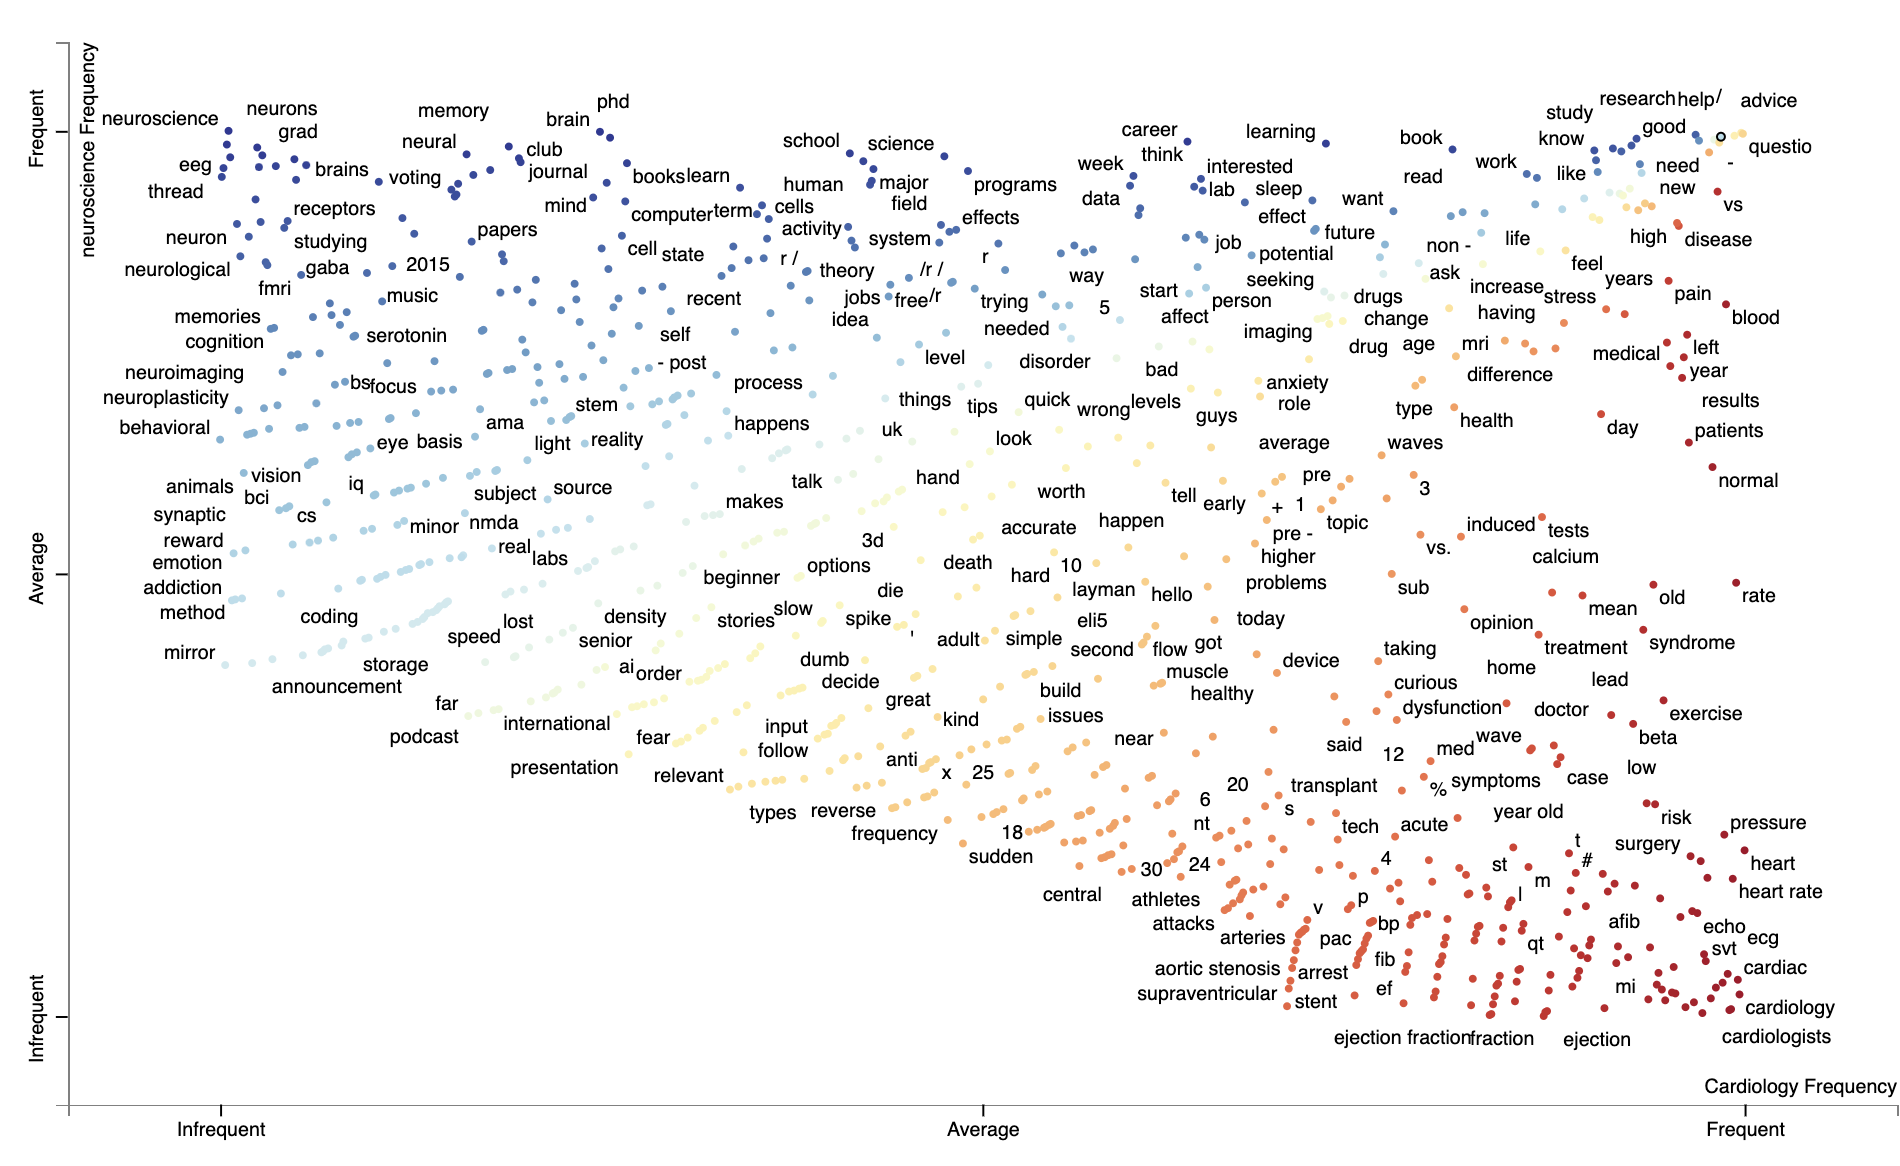 neuroscience Frequency
Frequent
Average
Infrequent
phd
neurons
memory
research
help
/
advice
neuroscience
grad
brain
study
good
school
science
career
learning
book
know
questio
neural
club
think
week
interested
work
need
-
eeg
brains
voting
journal
books
learn
human
major
programs
read
like
new
thread
data
lab
sleep
want
vs
receptors
mind
computer
term
cells
field
effects
effect
neuron
studying
papers
activity
system
job
future
non -
life
high
disease
neurological
gaba
2015
cell
state
r /
theory
/r /
r
way
potential
ask
feel
years
fmri
music
recent
jobs
free
/r
trying
5
start
person
seeking
drugs
increase
stress
pain
memories
idea
needed
affect
imaging
change
having
blood
cognition
serotonin
self
- post
level
disorder
drug
age
mri
medical
left
neuroimaging
bs
focus
process
bad
anxiety
difference
year
neuroplasticity
stem
things
tips
quick
wrong
levels
guys
role
type
health
results
behavioral
ama
happens
uk
look
day
patients
eye
basis
light
reality
average
waves
animals
vision
iq
subject
source
talk
hand
worth
tell
early
pre
3
normal
bci
synaptic
cs
minor
nmda
makes
accurate
happen
+
1
topic
induced
tests
reward
real
labs
3d
pre -
vs.
emotion
options
death
hard
10
higher
calcium
addiction
beginner
die
layman
hello
problems
sub
mean
old
rate
method
coding
lost
density
stories
slow
spike
'
eli5
today
opinion
speed
senior
adult
simple
second
flow
got
treatment
syndrome
mirror
storage
ai
order
dumb
muscle
device
taking
home
announcement
decide
healthy
curious
lead
far
international
great
build
dysfunction
doctor
exercise
podcast
fear
input
kind
issues
near
said
wave
beta
presentation
relevant
follow
anti
x
25
12
med
low
20
transplant
%
symptoms
case
types
reverse
6
s
year old
risk
frequency
18
nt
tech
acute
pressure
sudden
30
24
4
st
t
#
surgery
heart
central
athletes
m
heart rate
attacks
v
p
l
arteries
pac
bp
qt
afib
echo
ecg
aortic stenosis
arrest
fib
svt
cardiac
supraventricular
stent
ef
mi
cardiology
ejection fraction
fraction
ejection
cardiologists
Cardiology Frequency
Infrequent
Average
Frequent